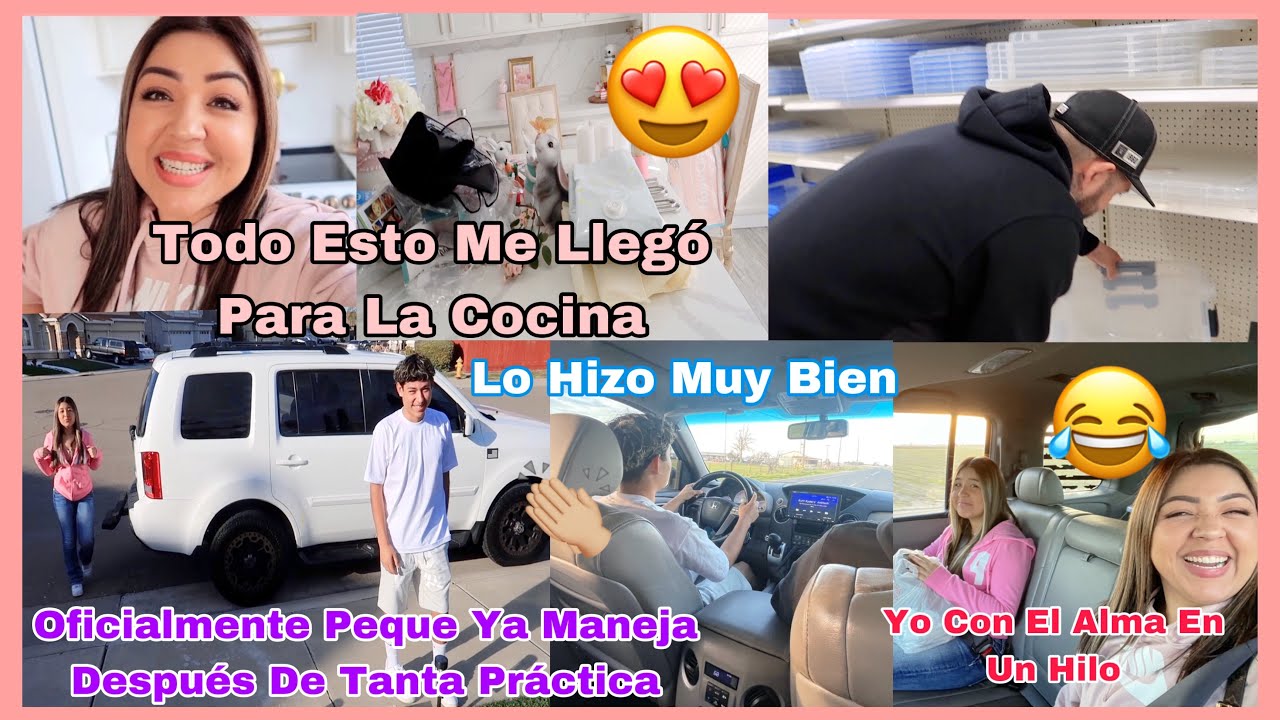 Todo Esto Me Llegó
Para La Cocina
Lo Hizo Muy Bien
Oficialmente Peque Ya Maneja
Después De Tanta Práctica
Yo Con El Alma En
Un Hilo